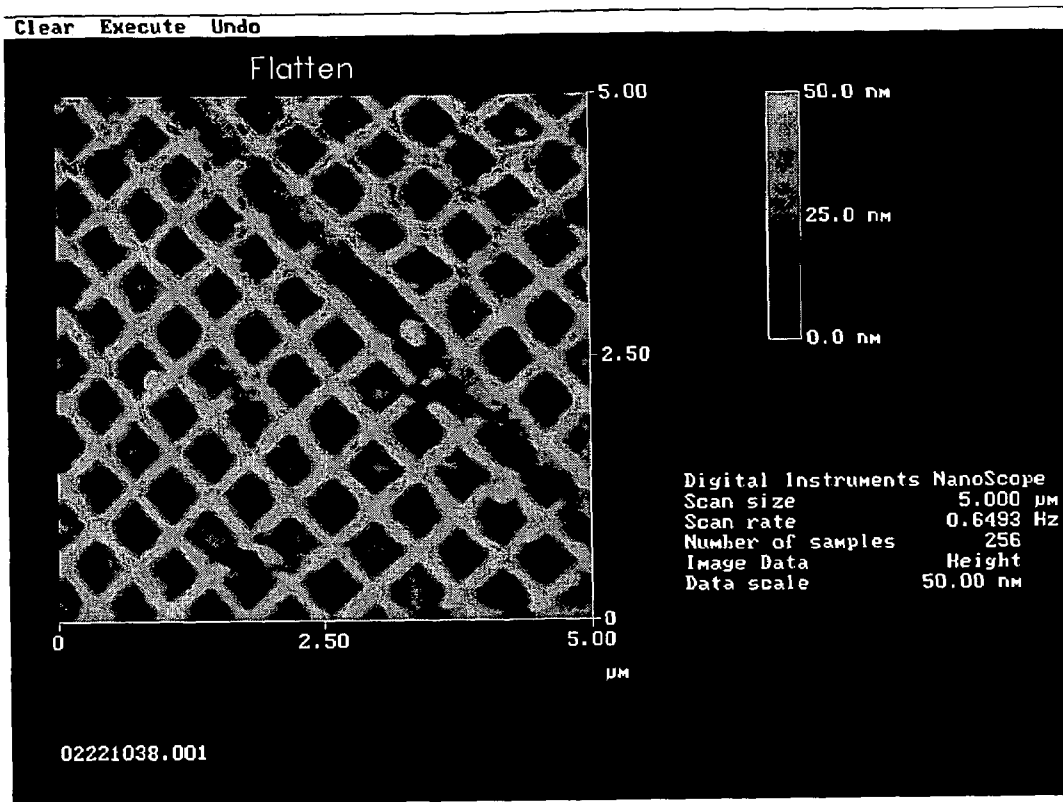 Clear Execute Undo
Flatten
5.00
2.50
0
0 2.50 5.00
µM
50.0 nM
25.0 nM
0.0 nM
Digital Instruments NanoScope
Scan size 5.000 µM
Scan rate 0.6493 Hz
Number of samples 256
Image Data Height
Data scale 50.00 nM
02221038.001